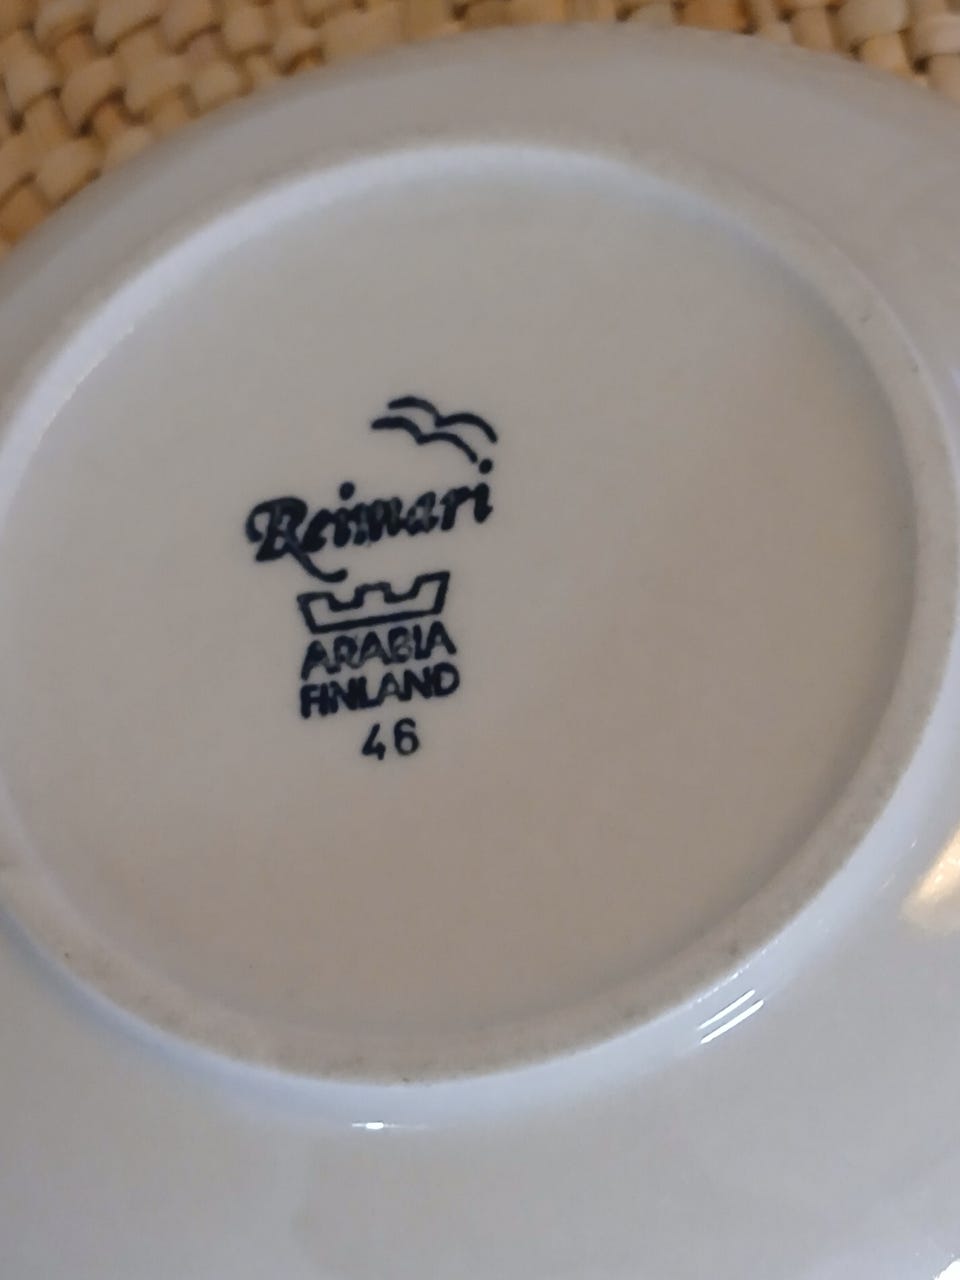 Reimari
ARABIA
FINLAND
46